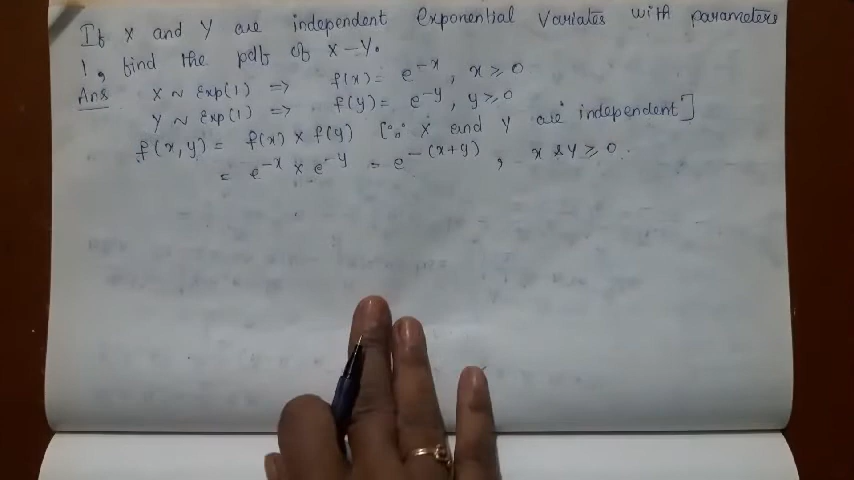 If X and Y are independent Exponential Variates with parameters
1, find the pdf of X-Y.
Ans X ~ Exp(1) => f(x) = e^{-x}, x ≥ 0
Y ~ Exp(1) => f(y) = e^{-y}, y ≥ 0
f(x,y) = f(x) × f(y) [∵ X and Y are independent]
= e^{-x} × e^{-y} = e^{-(x+y)}, x & y ≥ 0.